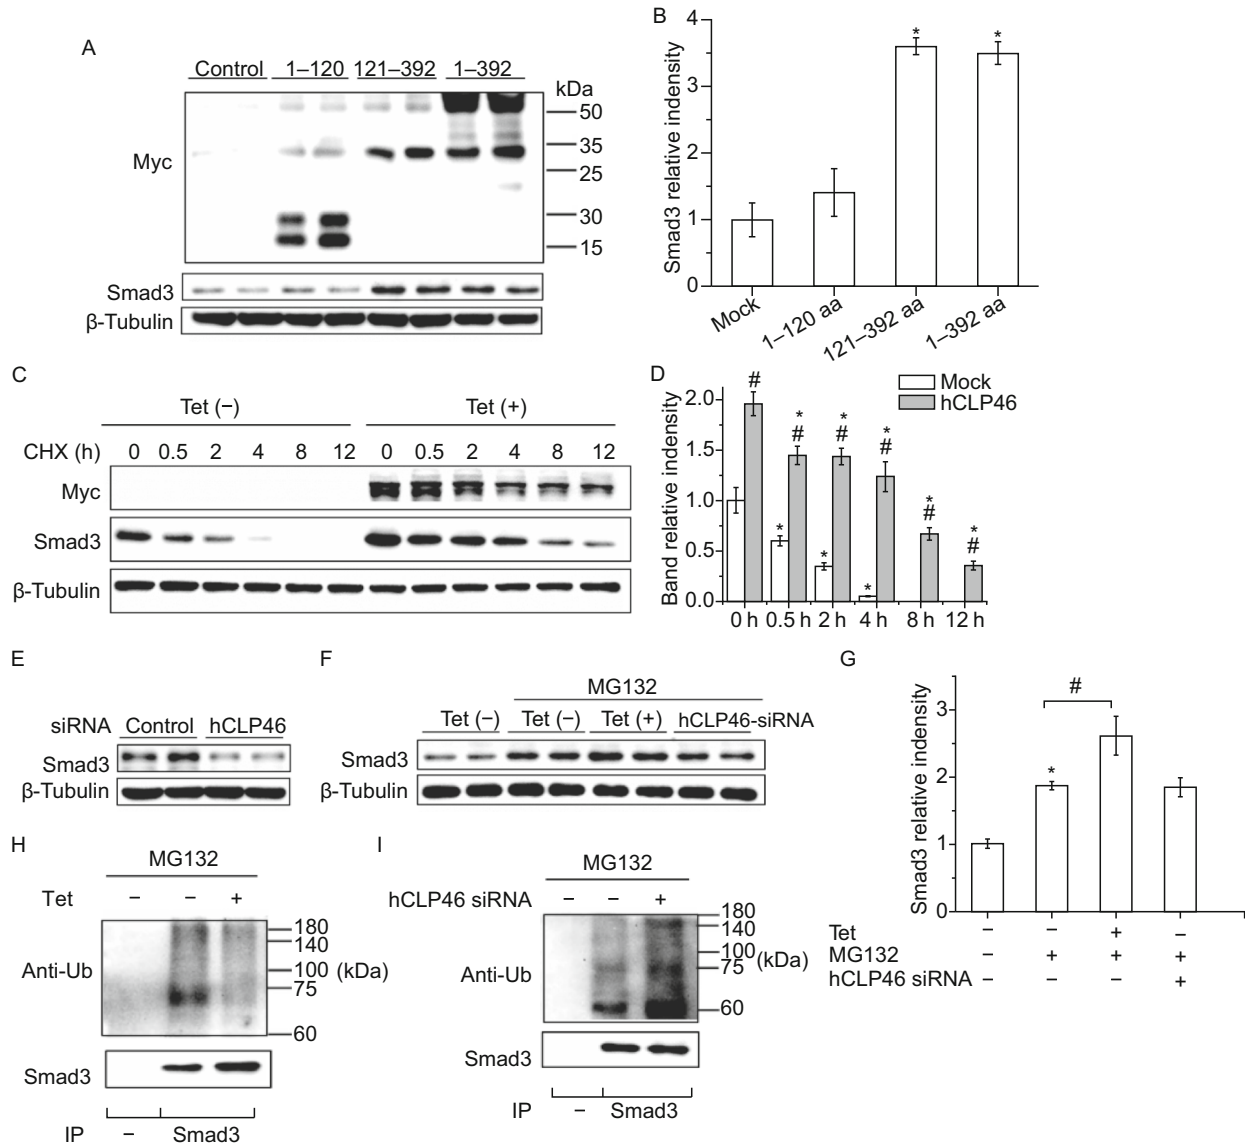 A
Control 1–120 121–392 1–392
kDa
50
35
25
30
15
Myc
Smad3
β-Tubulin
B
Smad3 relative indensity
4
3
2
1
0
* *
Mock 1–120 aa 121–392 aa 1–392 aa
C
Tet (−) Tet (+)
CHX (h) 0 0.5 2 4 8 12 0 0.5 2 4 8 12
Myc
Smad3
β-Tubulin
D
Mock
hCLP46
Band relative indensity
2.0
1.5
1.0
0.5
0.0
#
* * * * *
# # # # #
* * *
0 h 0.5 h 2 h 4 h 8 h 12 h
E
siRNA Control hCLP46
Smad3
β-Tubulin
F
MG132
Tet (−) Tet (−) Tet (+) hCLP46-siRNA
Smad3
β-Tubulin
G
Smad3 relative indensity
3
2
1
0
#
*
Tet − − + −
MG132 − + + +
hCLP46 siRNA − − − +
H
MG132
Tet − − +
Anti-Ub
180
140
100 (kDa)
75
60
Smad3
IP − Smad3
I
MG132
hCLP46 siRNA − − +
Anti-Ub
180
140
100
75 (kDa)
60
Smad3
IP − Smad3